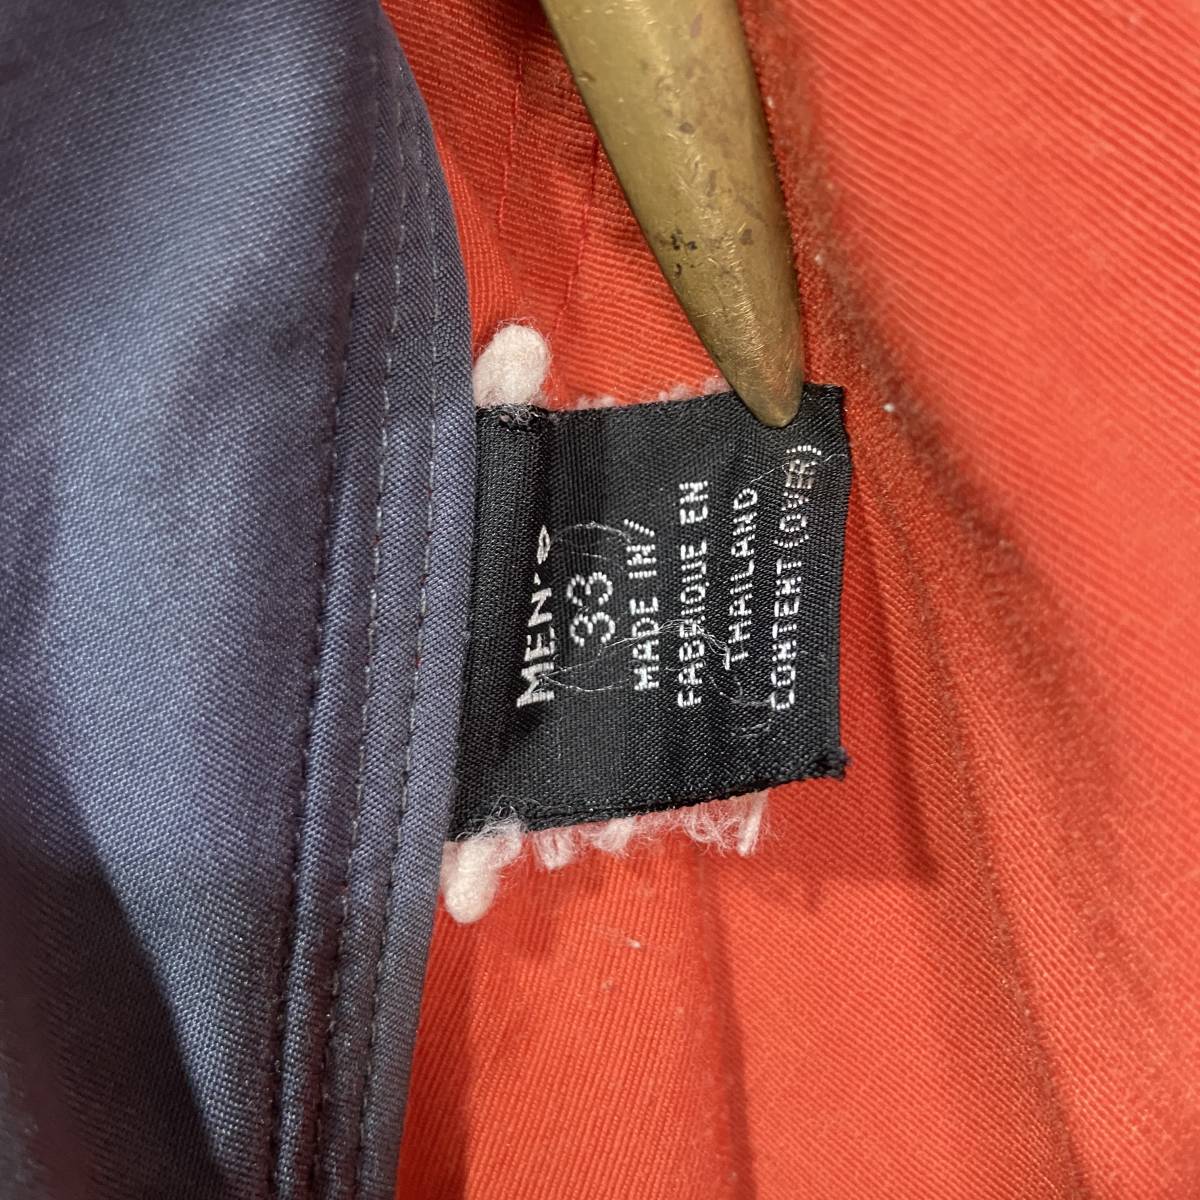 MEN's
33
MADE IN/
FABRIQUE EN
THAILAND
CONTENT (OVER)